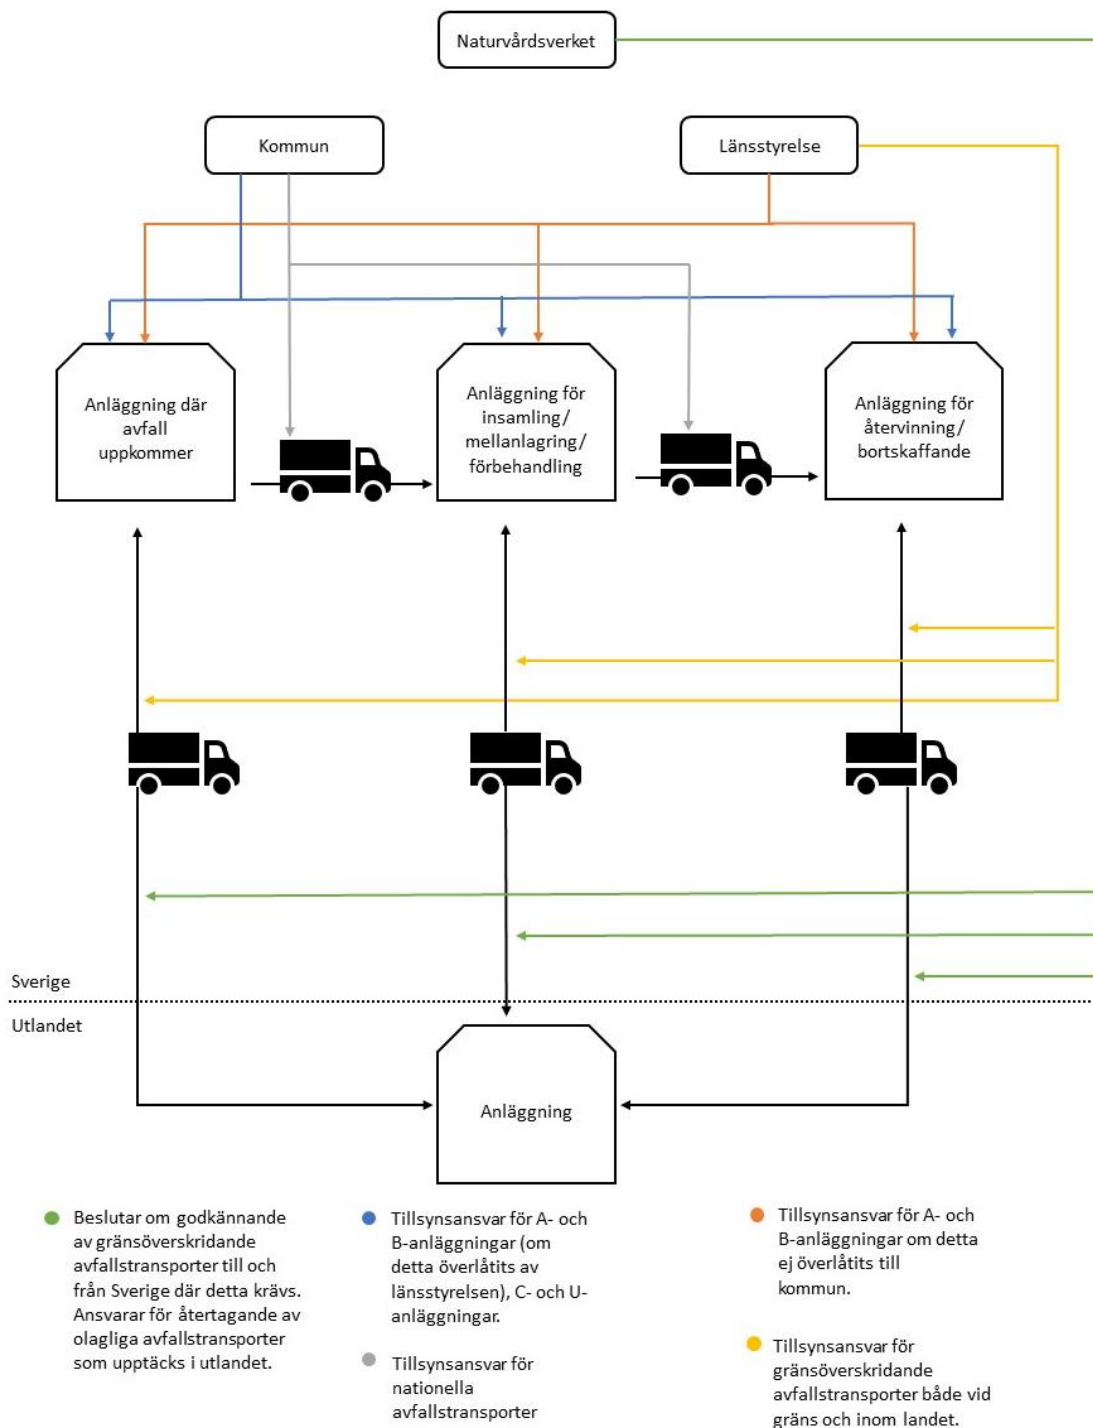 Naturvårdsverket
Kommun
Länsstyrelse
Anläggning där
avfall
uppkommer
Anläggning för
insamling/
mellanlagring/
förbehandling
Anläggning för
återvinning/
bortskaffande
Sverige
Utlandet
Anläggning
Beslutar om godkännande
av gränsöverskridande
avfallstransporter till och
från Sverige där detta krävs.
Ansvarar för återtagande av
olagliga avfallstransporter
som upptäcks i utlandet.
Tillsynsansvar för A- och
B-anläggningar (om
detta överlåtits av
länsstyrelsen), C- och U-
anläggningar.
Tillsynsansvar för
nationella
avfallstransporter
Tillsynsansvar för A- och
B-anläggningar om detta
ej överlåtits till
kommun.
Tillsynsansvar för
gränsöverskridande
avfallstransporter både vid
gräns och inom landet.